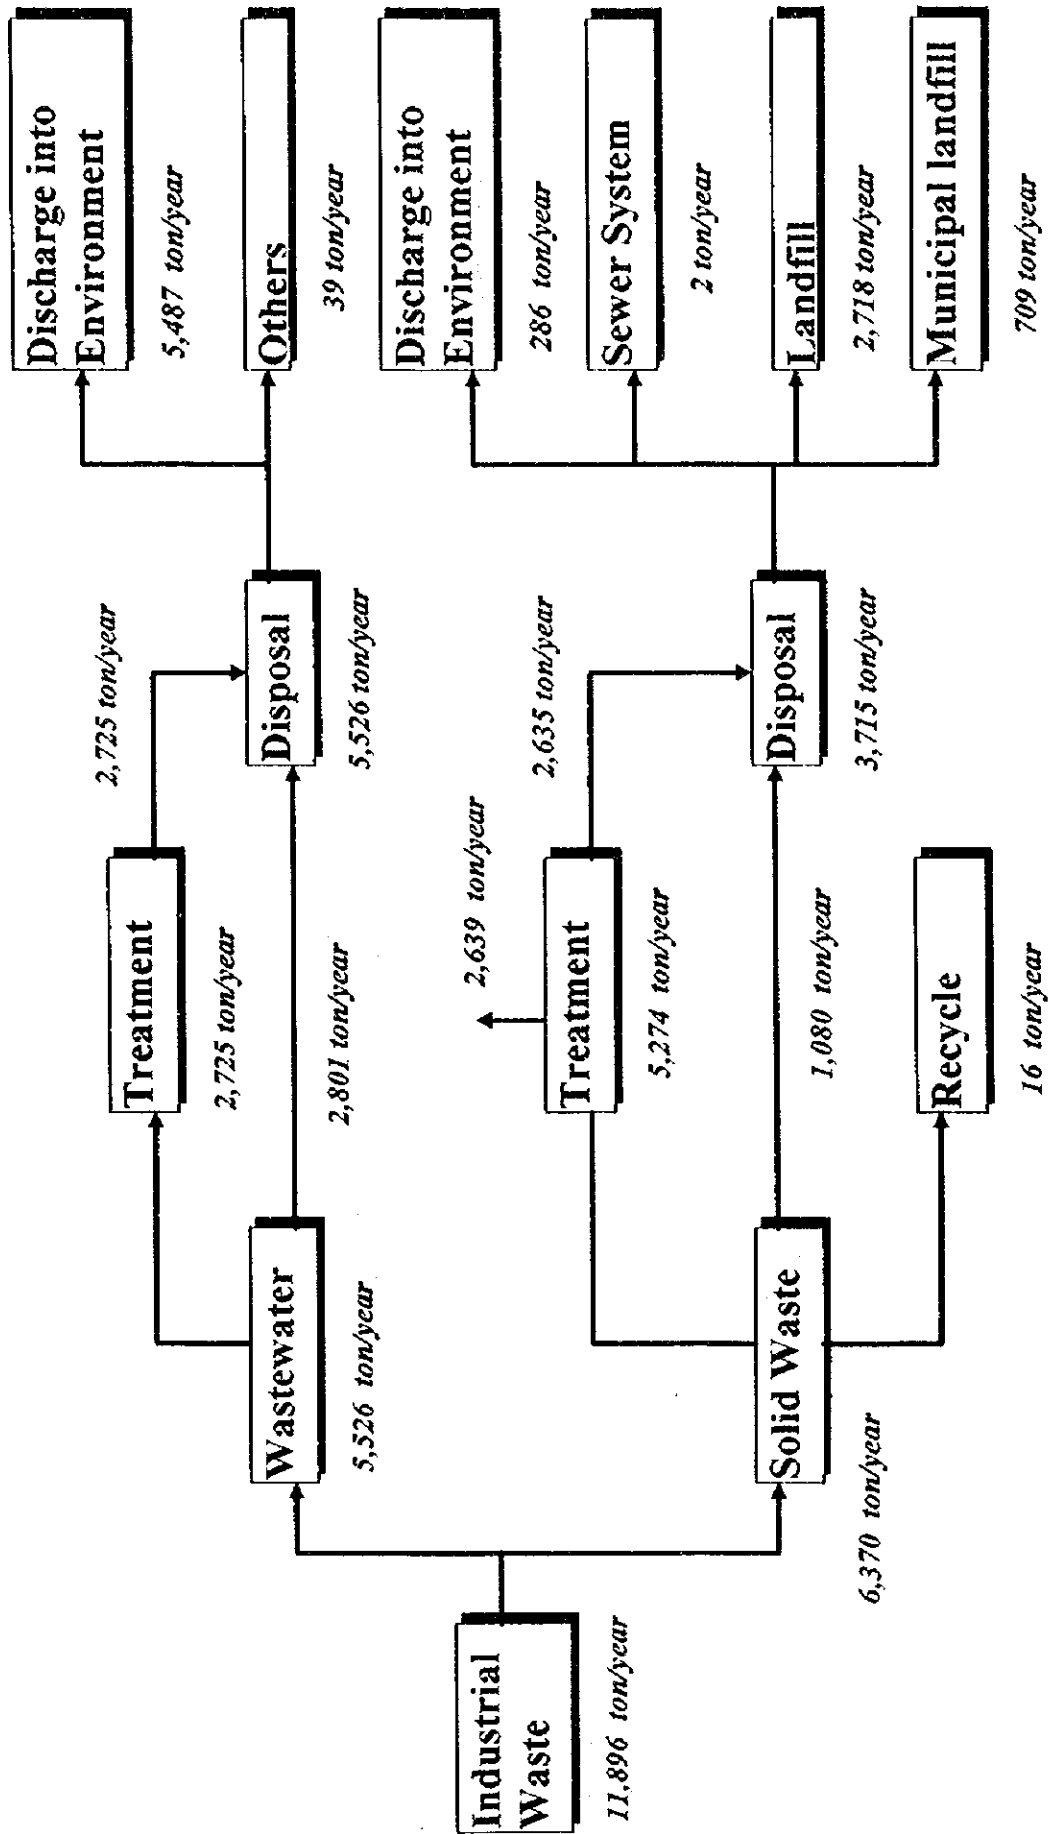 Industrial
Waste
11,896 ton/year
Wastewater
5,526 ton/year
Solid Waste
6,370 ton/year
Treatment
2,725 ton/year
2,801 ton/year
2,639 ton/year
Treatment
5,274 ton/year
1,080 ton/year
Recycle
16 ton/year
2,725 ton/year
Disposal
5,526 ton/year
2,635 ton/year
Disposal
3,715 ton/year
Discharge into
Environment
5,487 ton/year
Others
39 ton/year
Discharge into
Environment
286 ton/year
Sewer System
2 ton/year
Landfill
2,718 ton/year
Municipal landfill
709 ton/year